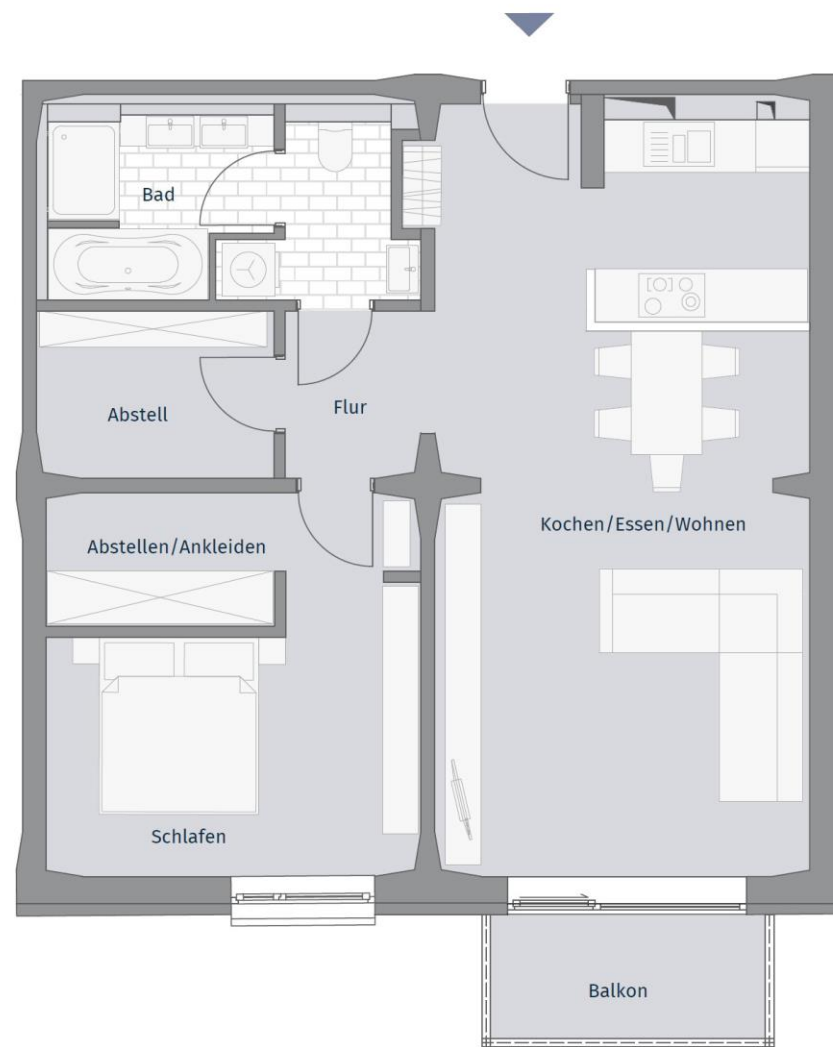 Bad
Abstell
Flur
Kochen/Essen/Wohnen
Abstellen/Ankleiden
Schlafen
Balkon